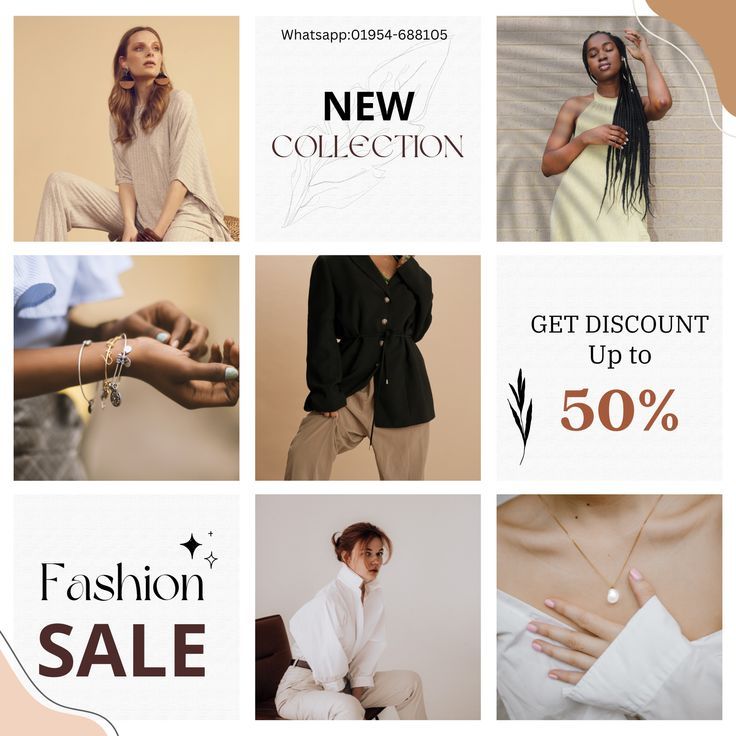 Whatsapp:01954-688105
NEW
COLLECTION
GET DISCOUNT
Up to
50%
Fashion
SALE